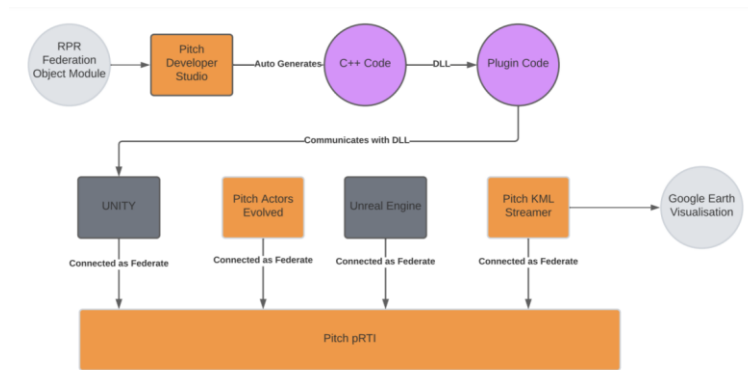 RPR
Federation
Object Module
Pitch
Developer
Studio
Auto Generates
C++ Code
DLL
Plugin Code
Communicates with DLL
UNITY
Pitch Actors
Evolved
Unreal Engine
Pitch KML
Streamer
Google Earth
Visualisation
Connected as Federate
Connected as Federate
Connected as Federate
Connected as Federate
Pitch pRTI